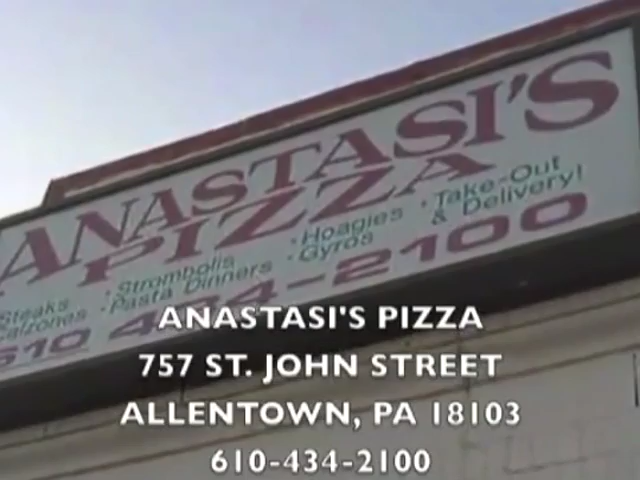 ANASTASI'S
PIZZA
Steaks · Strombolis · Hoagies · Take-Out
Calzones · Pasta Dinners · Gyros & Delivery!
610 434-2100
ANASTASI'S PIZZA
757 ST. JOHN STREET
ALLENTOWN, PA 18103
610-434-2100